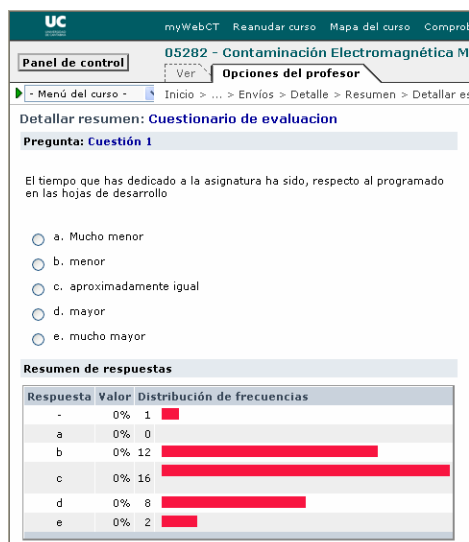 UC
myWebCT Reanudar curso Mapa del curso Comprob
Panel de control
05282 - Contaminación Electromagnética M
Ver Opciones del profesor
- Menú del curso - Inicio > ... > Envíos > Detalle > Resumen > Detallar es
Detallar resumen: Cuestionario de evaluacion
Pregunta: Cuestión 1
El tiempo que has dedicado a la asignatura ha sido, respecto al programado
en las hojas de desarrollo
a. Mucho menor
b. menor
c. aproximadamente igual
d. mayor
e. mucho mayor
Resumen de respuestas
Respuesta Valor Distribución de frecuencias
- 0% 1
a 0% 0
b 0% 12
c 0% 16
d 0% 8
e 0% 2